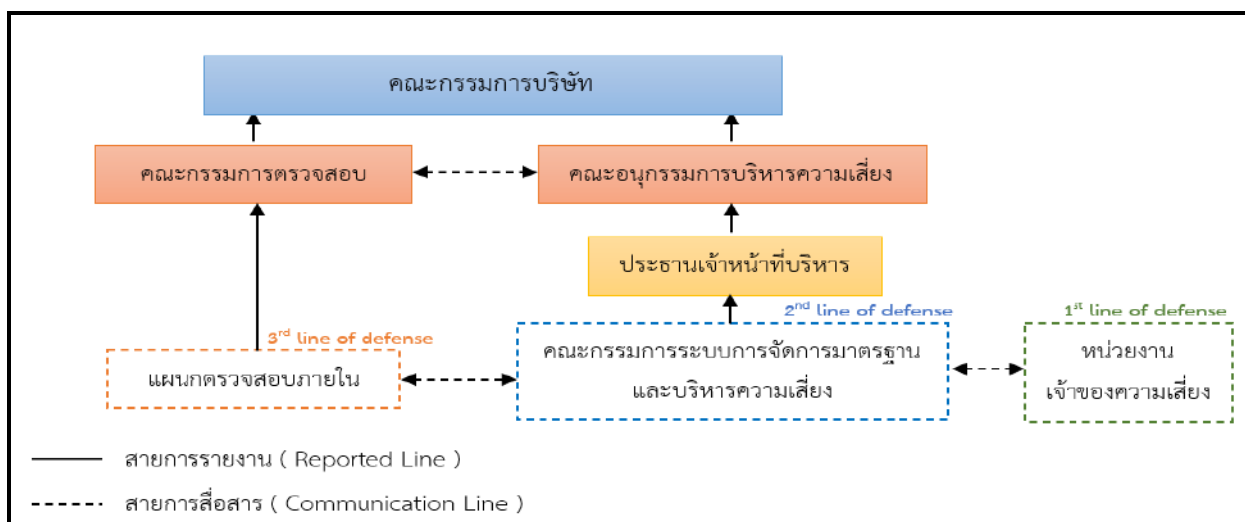 คณะกรรมการบริษัท
คณะกรรมการตรวจสอบ
คณะอนุกรรมการบริหารความเสี่ยง
ประธานเจ้าหน้าที่บริหาร
3rd line of defense
2nd line of defense
1st line of defense
แผนกตรวจสอบภายใน
คณะกรรมการระบบการจัดการมาตรฐาน
และบริหารความเสี่ยง
หน่วยงาน
เจ้าของความเสี่ยง
สายการรายงาน ( Reported Line )
สายการสื่อสาร ( Communication Line )